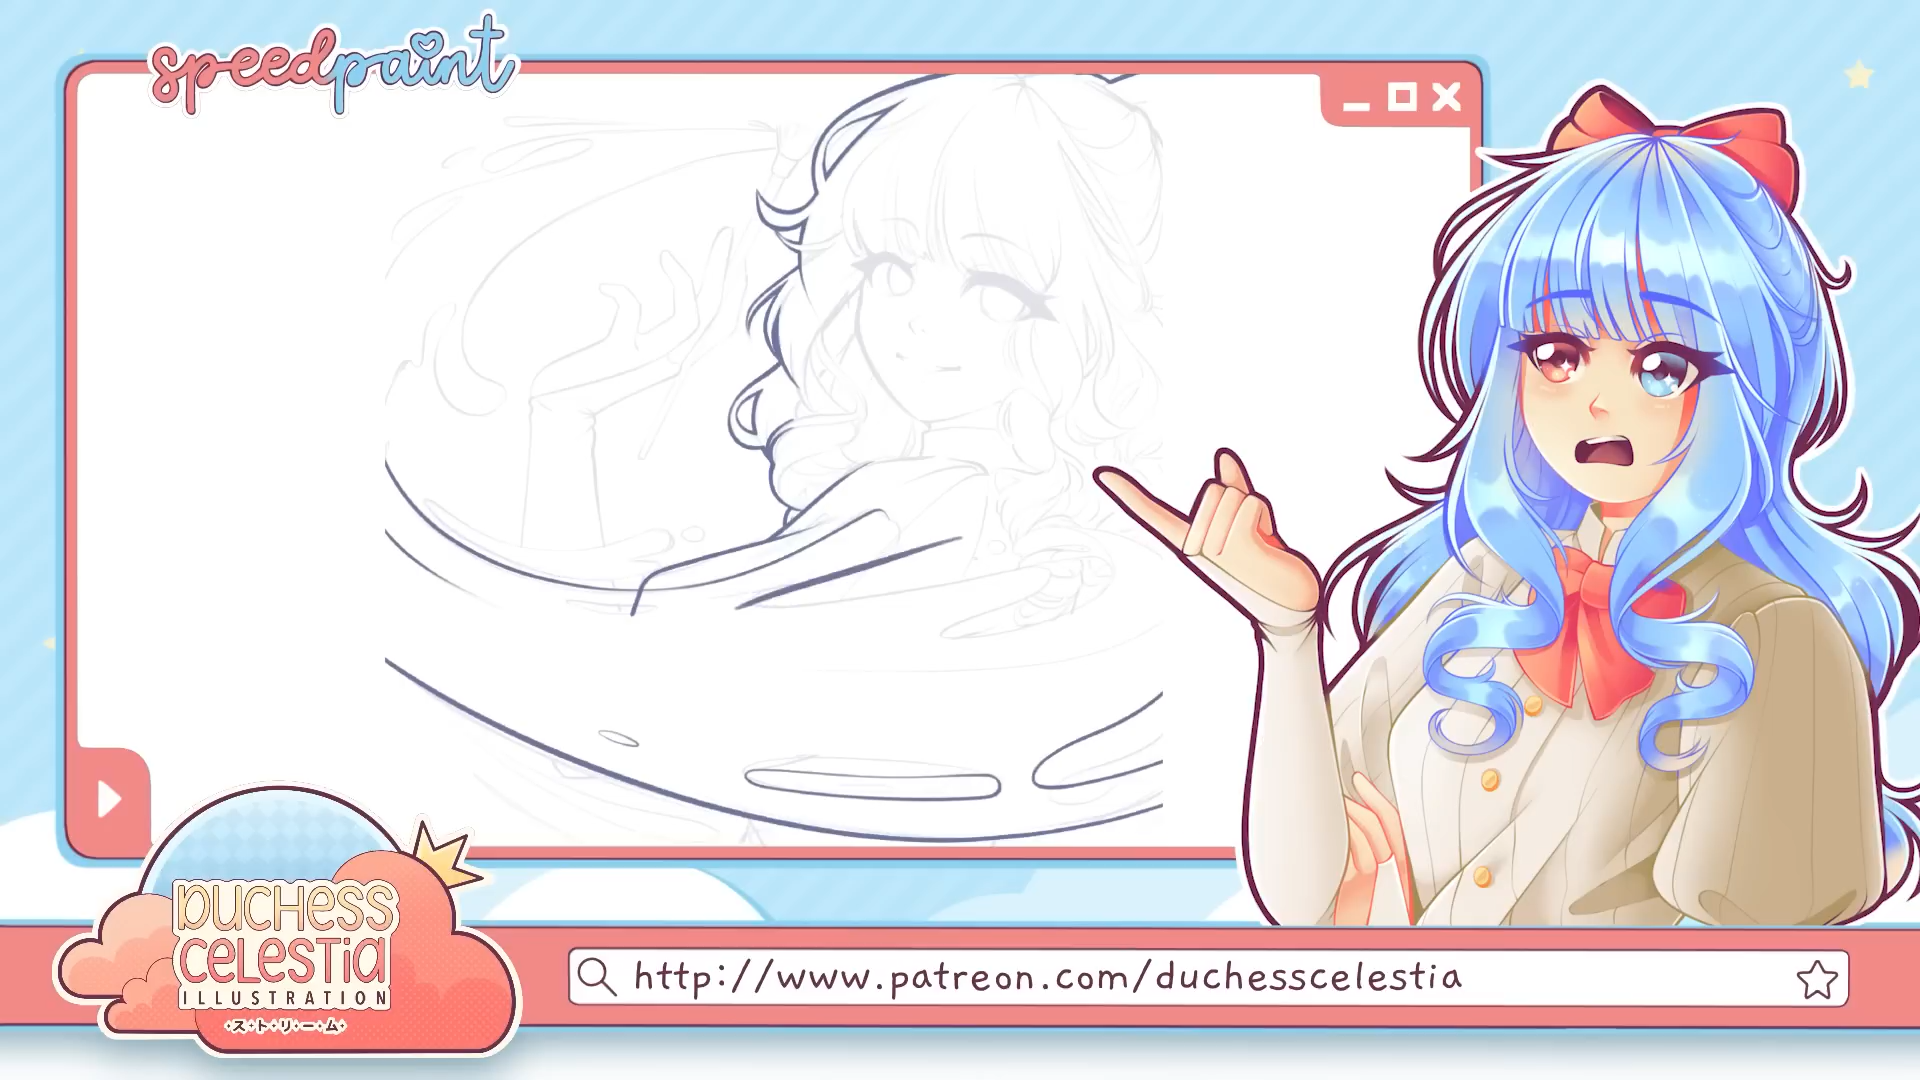 speedpaint
DUCHESS
CELESTIA
ILLUSTRATION
・ス・ト・リ・ー・ム・
http://www.patreon.com/duchesscelestia